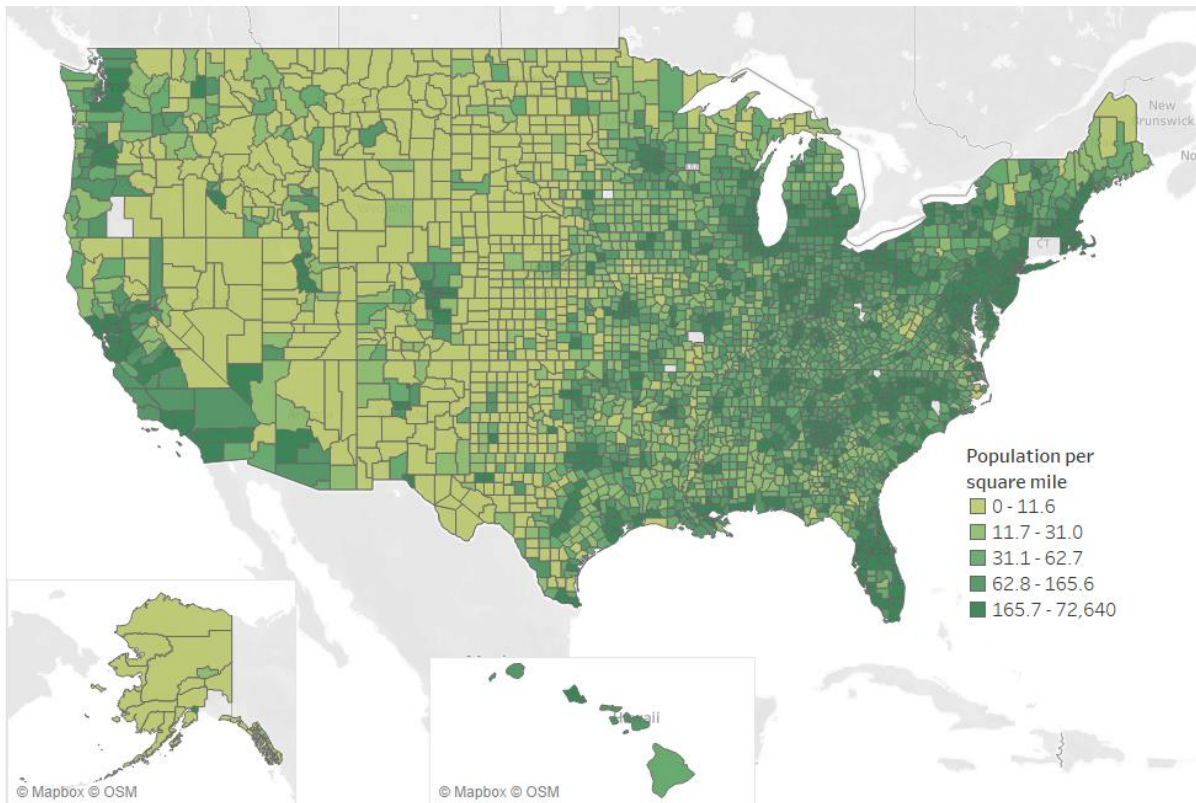 New
Brunswick
No
CT
Population per
square mile
0 - 11.6
11.7 - 31.0
31.1 - 62.7
62.8 - 165.6
165.7 - 72,640
Hawaii
© Mapbox © OSM
© Mapbox © OSM